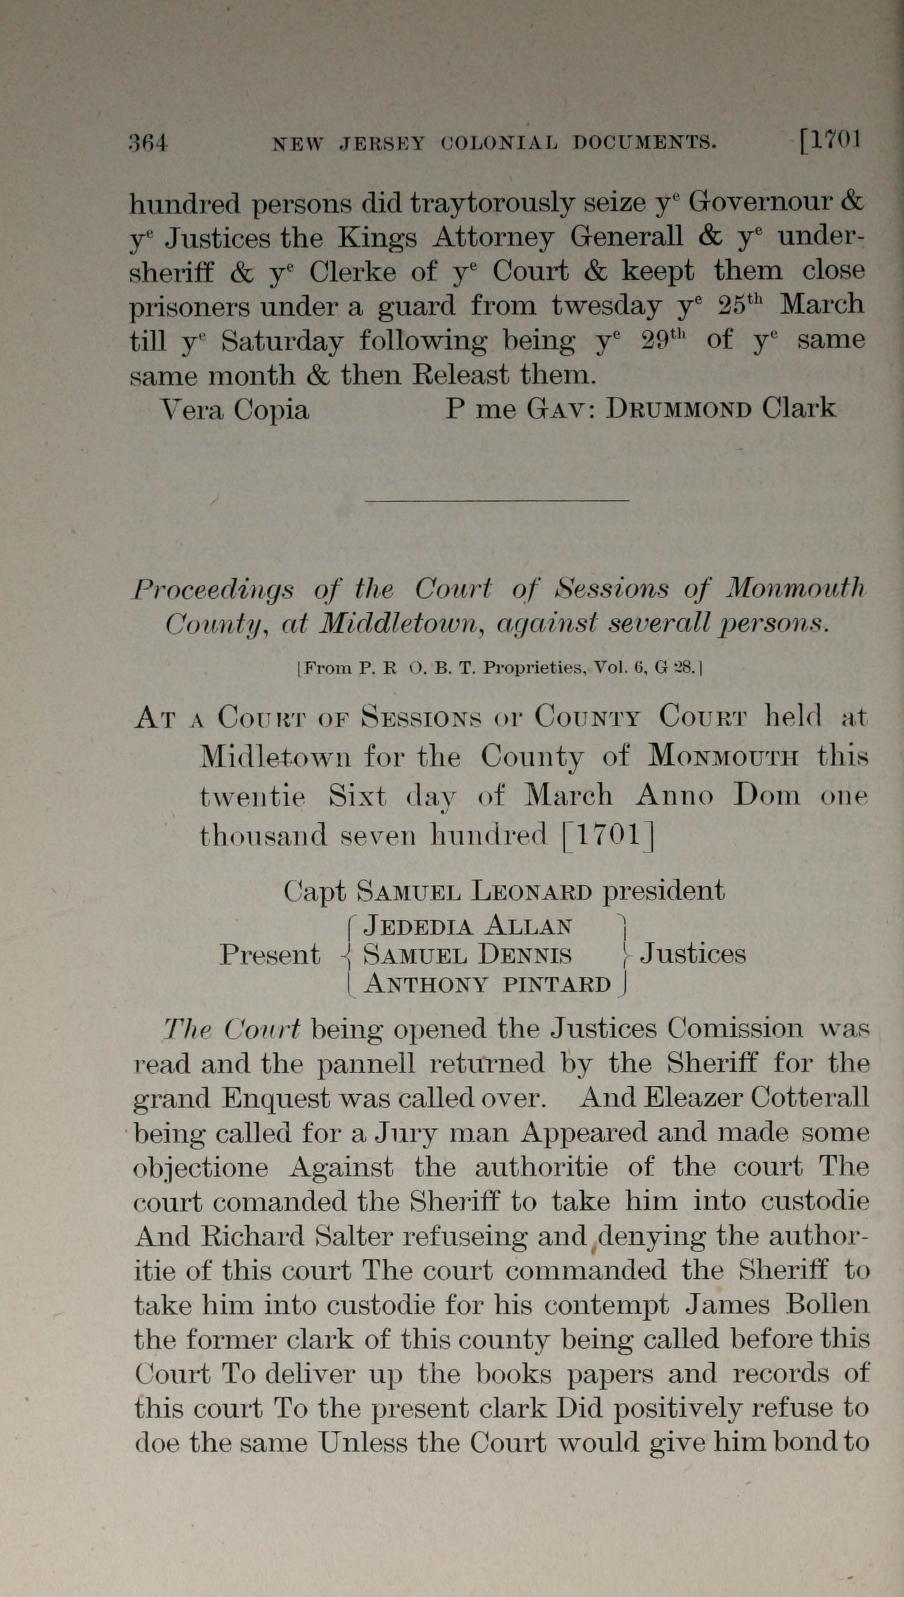 364 NEW JERSEY COLONIAL DOCUMENTS. [1701
hundred persons did traytorously seize yᵉ Governour &
yᵉ Justices the Kings Attorney Generall & yᵉ under-
sheriff & yᵉ Clerke of yᵉ Court & keept them close
prisoners under a guard from twesday yᵉ 25ᵗʰ March
till yᵉ Saturday following being yᵉ 29ᵗʰ of yᵉ same
same month & then Releast them.
Vera Copia P me GAV: DRUMMOND Clark
Proceedings of the Court of Sessions of Monmouth
County, at Middletown, against severall persons.
[From P. R O. B. T. Proprieties, Vol. 6, G 28.]
AT A COURT OF SESSIONS or COUNTY COURT held at
Midletown for the County of MONMOUTH this
twentie Sixt day of March Anno Dom one
thousand seven hundred [1701]
Capt SAMUEL LEONARD president
JEDEDIA ALLAN
Present { SAMUEL DENNIS } Justices
ANTHONY PINTARD
The Court being opened the Justices Comission was
read and the pannell returned by the Sheriff for the
grand Enquest was called over. And Eleazer Cotterall
being called for a Jury man Appeared and made some
objectione Against the authoritie of the court The
court comanded the Sheriff to take him into custodie
And Richard Salter refuseing and denying the author-
itie of this court The court commanded the Sheriff to
take him into custodie for his contempt James Bollen
the former clark of this county being called before this
Court To deliver up the books papers and records of
this court To the present clark Did positively refuse to
doe the same Unless the Court would give him bond to